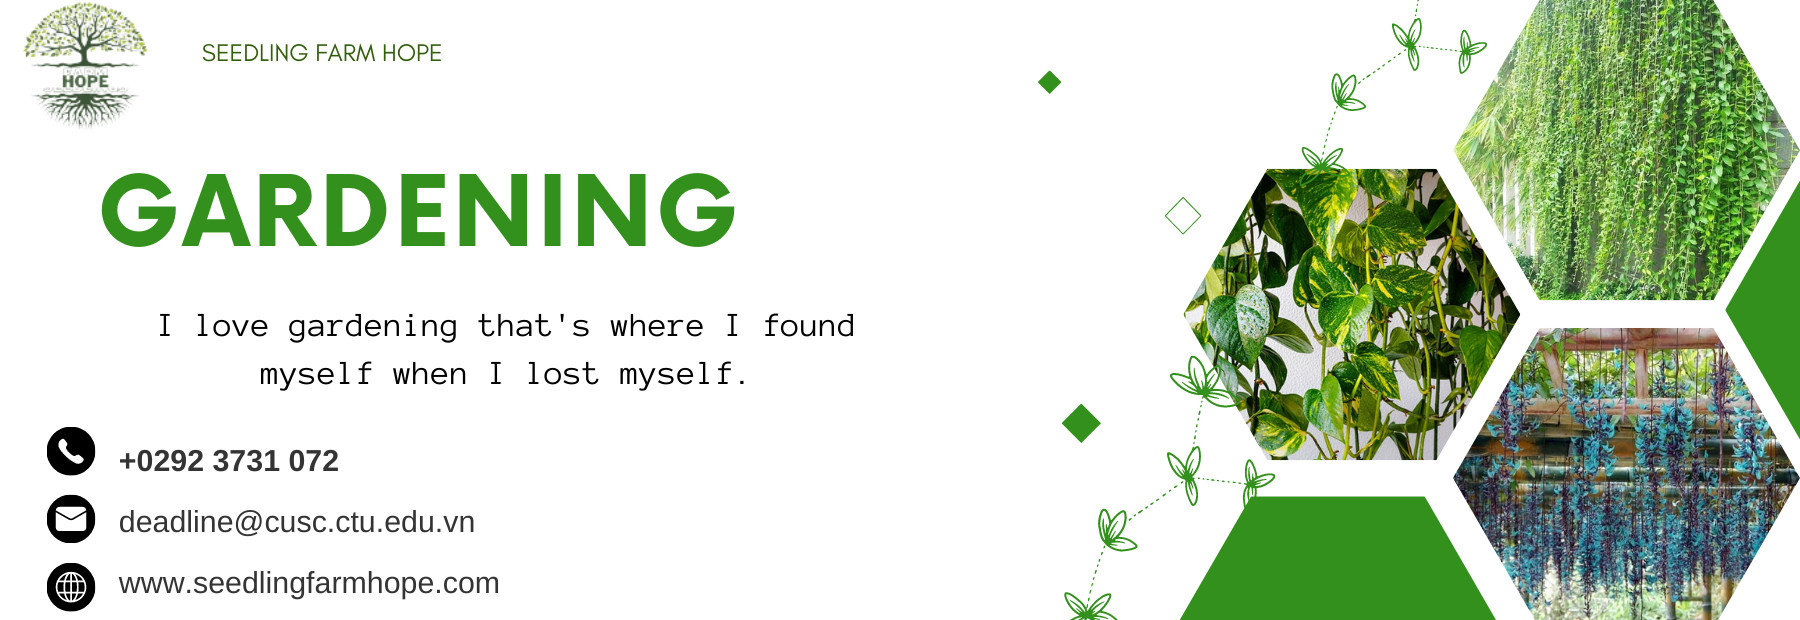 HOPE
SEEDLING FARM HOPE
GARDENING
I love gardening that's where I found
myself when I lost myself.
+0292 3731 072
deadline@cusc.ctu.edu.vn
www.seedlingfarmhope.com